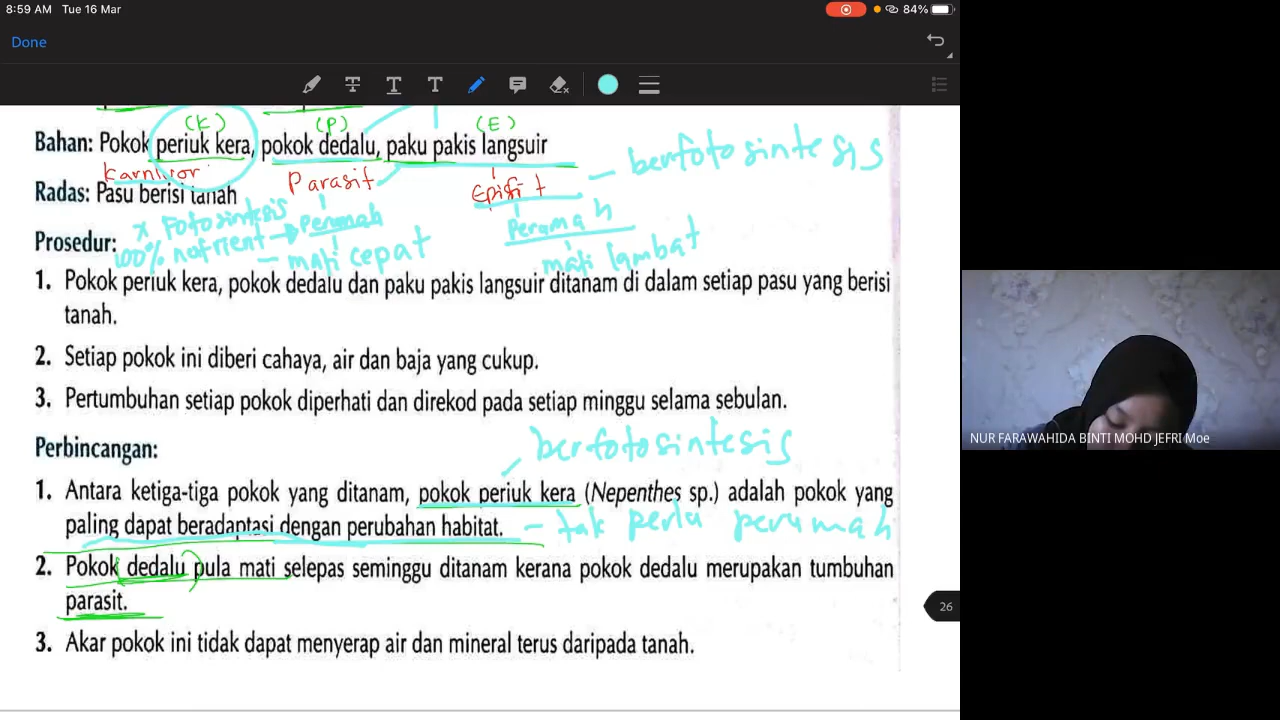 8:59 AM Tue 16 Mar
84%
Done
(K) (P) (E)
Bahan: Pokok periuk kera, pokok dedalu, paku pakis langsuir
berfotosintesis
Karnivor Parasit Epifit
Radas: Pasu berisi tanah
x Fotosintesis Perumah Perumah
Prosedur:
100% nutrient mati cepat mati lambat
1. Pokok periuk kera, pokok dedalu dan paku pakis langsuir ditanam di dalam setiap pasu yang berisi
tanah.
2. Setiap pokok ini diberi cahaya, air dan baja yang cukup.
3. Pertumbuhan setiap pokok diperhati dan direkod pada setiap minggu selama sebulan.
berfotosintesis
Perbincangan:
1. Antara ketiga-tiga pokok yang ditanam, pokok periuk kera (Nepenthes sp.) adalah pokok yang
paling dapat beradaptasi dengan perubahan habitat. - tak perlu perumah
2. Pokok dedalu pula mati selepas seminggu ditanam kerana pokok dedalu merupakan tumbuhan
parasit.
26
3. Akar pokok ini tidak dapat menyerap air dan mineral terus daripada tanah.
NUR FARAWAHIDA BINTI MOHD JEFRI Moe